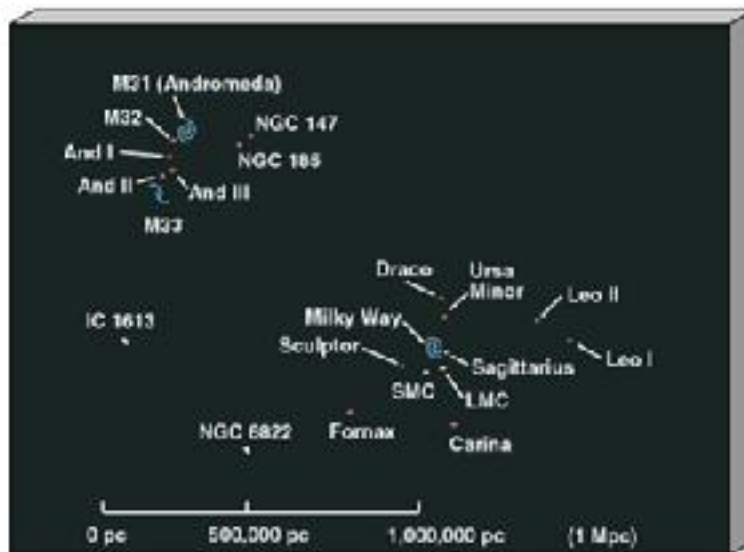 M31 (Andromeda)
M32
NGC 147
And I
NGC 185
And II
And III
M33
Draco
Ursa
Minor
Leo II
IC 1613
Milky Way
Sculptor
Sagittarius
Leo I
SMC
LMC
NGC 6822
Fornax
Carina
0 pc
500,000 pc
1,000,000 pc
(1 Mpc)